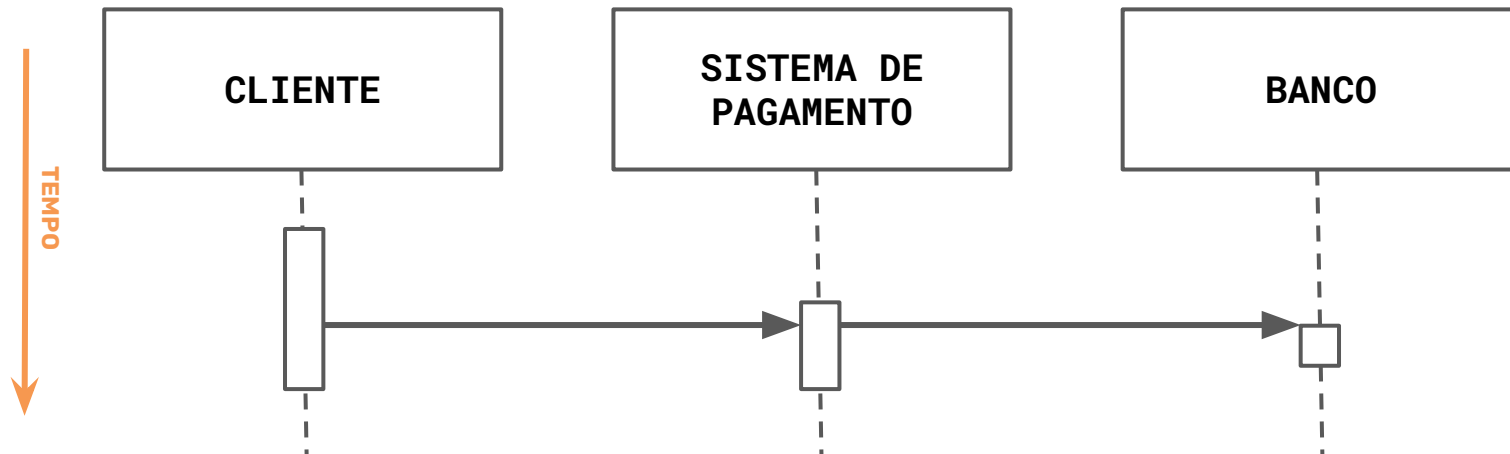 CLIENTE
SISTEMA DE
PAGAMENTO
BANCO
TEMPO